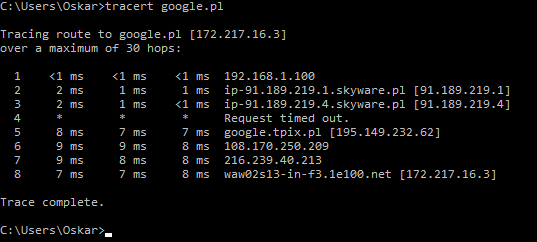 C:\Users\Oskar>tracert google.pl
Tracing route to google.pl [172.217.16.3]
over a maximum of 30 hops:
1 <1 ms <1 ms <1 ms 192.168.1.100
2 2 ms 1 ms 1 ms ip-91.189.219.1.skyware.pl [91.189.219.1]
3 2 ms 1 ms <1 ms ip-91.189.219.4.skyware.pl [91.189.219.4]
4 * * * Request timed out.
5 8 ms 7 ms 7 ms google.tpix.pl [195.149.232.62]
6 9 ms 9 ms 8 ms 108.170.250.209
7 9 ms 8 ms 8 ms 216.239.40.213
8 7 ms 7 ms 8 ms waw02s13-in-f3.1e100.net [172.217.16.3]
Trace complete.
C:\Users\Oskar>